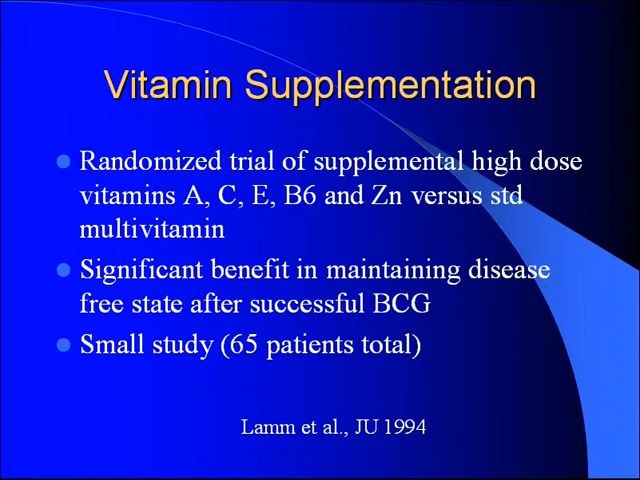 Vitamin Supplementation
Randomized trial of supplemental high dose
vitamins A, C, E, B6 and Zn versus std
multivitamin
Significant benefit in maintaining disease
free state after successful BCG
Small study (65 patients total)
Lamm et al., JU 1994